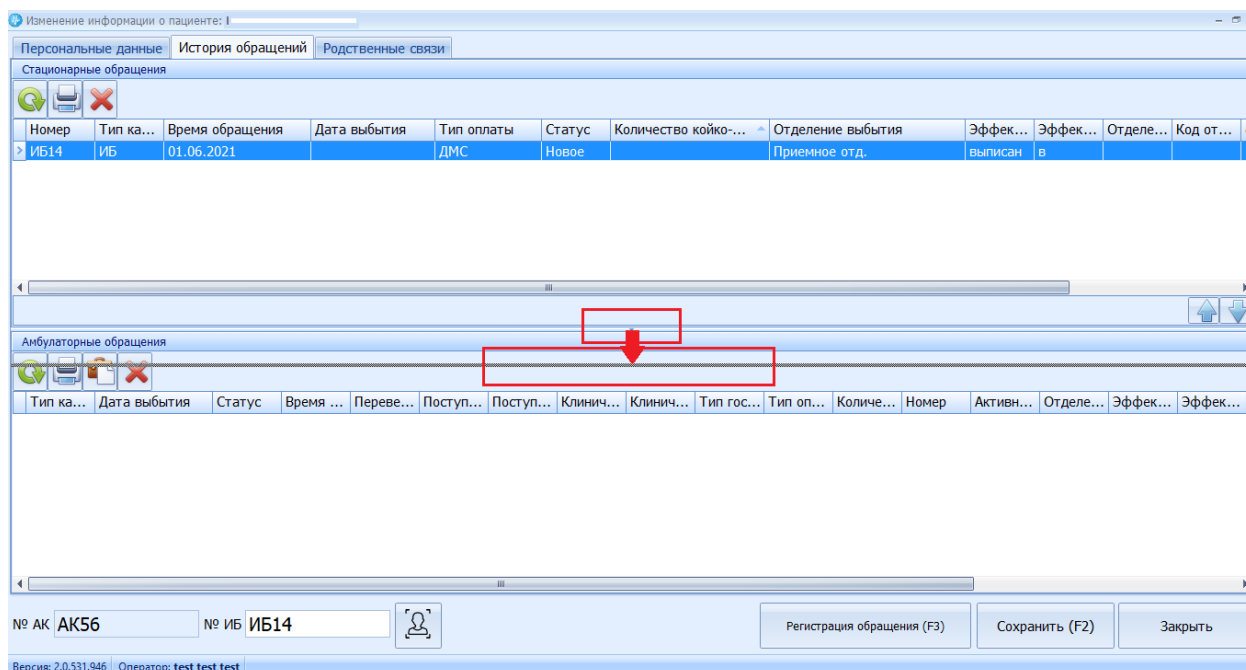 Изменение информации о пациенте:
Персональные данные История обращений Родственные связи
Стационарные обращения
Номер Тип ка... Время обращения Дата выбытия Тип оплаты Статус Количество койко-... Отделение выбытия Эффек... Эффек... Отделе... Код от...
ИБ14 ИБ 01.06.2021 ДМС Новое Приемное отд. выписан в
Амбулаторные обращения
Тип ка... Дата выбытия Статус Время ... Переве... Поступ... Поступ... Клинич... Клинич... Тип гос... Тип оп... Количе... Номер Активн... Отделе... Эффек... Эффек...
№ АК АК56 № ИБ ИБ14 Регистрация обращения (F3) Сохранить (F2) Закрыть
Версия: 2.0.531.946 Оператор: test test test